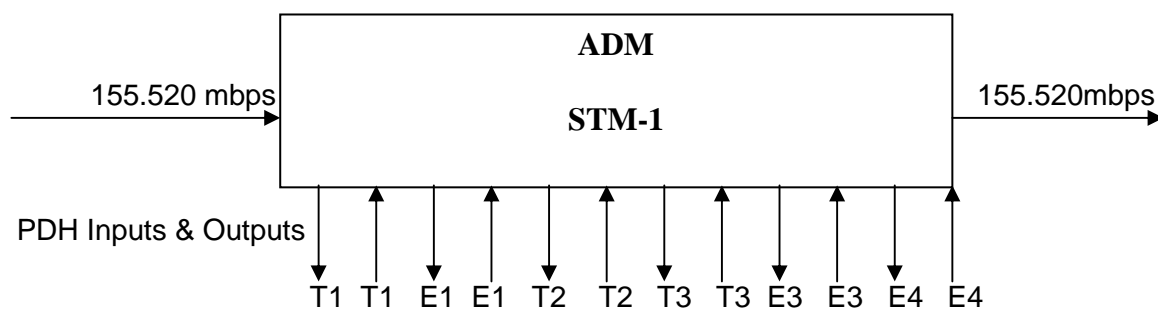 ADM
155.520 mbps
155.520mbps
STM-1
PDH Inputs & Outputs
T1 T1 E1 E1 T2 T2 T3 T3 E3 E3 E4 E4